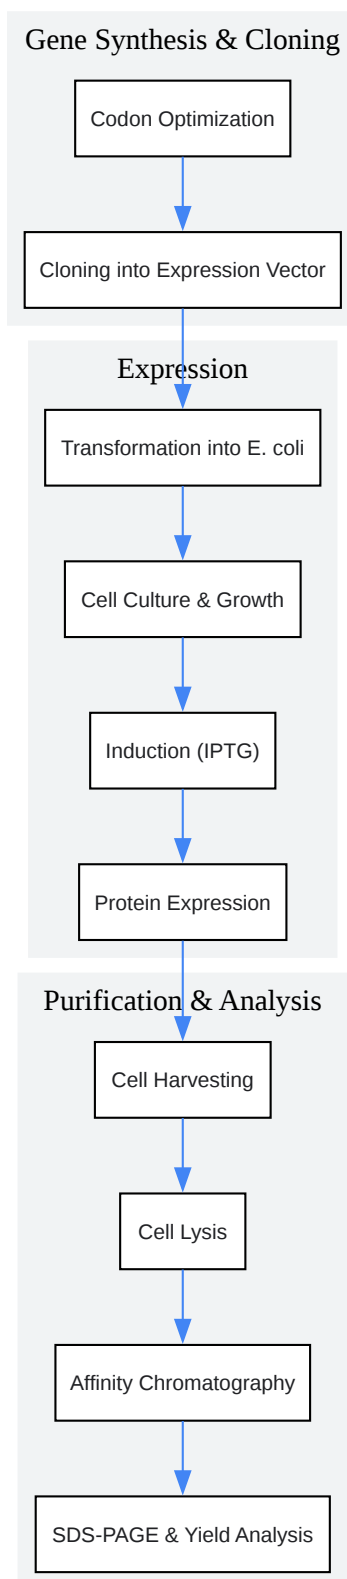 Gene Synthesis & Cloning
Codon Optimization
Cloning into Expression Vector
Expression
Transformation into E. coli
Cell Culture & Growth
Induction (IPTG)
Protein Expression
Purification & Analysis
Cell Harvesting
Cell Lysis
Affinity Chromatography
SDS-PAGE & Yield Analysis